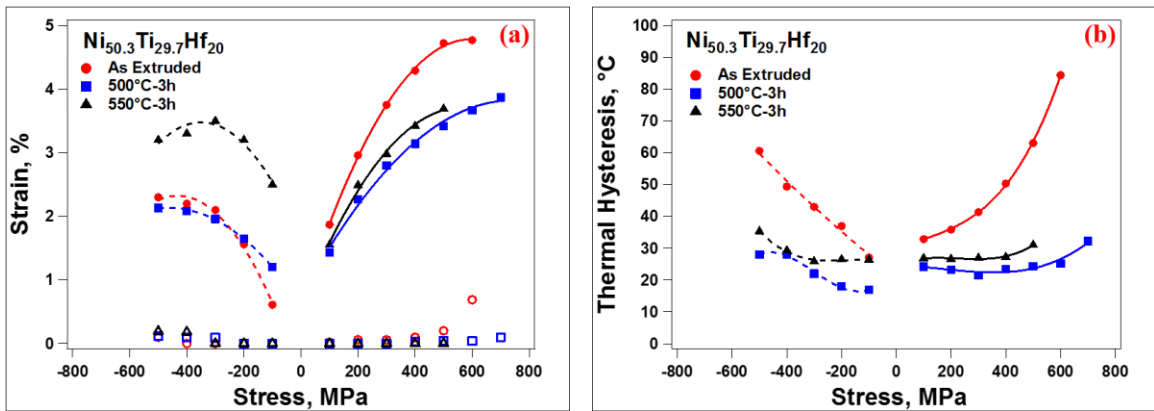 (a)
Ni50.3Ti29.7Hf20
As Extruded
500°C-3h
550°C-3h
Strain, %
5
4
3
2
1
0
-800 -600 -400 -200 0 200 400 600 800
Stress, MPa
(b)
Ni50.3Ti29.7Hf20
As Extruded
500°C-3h
550°C-3h
Thermal Hysteresis, °C
100
90
80
70
60
50
40
30
20
10
0
-800 -600 -400 -200 0 200 400 600 800
Stress, MPa